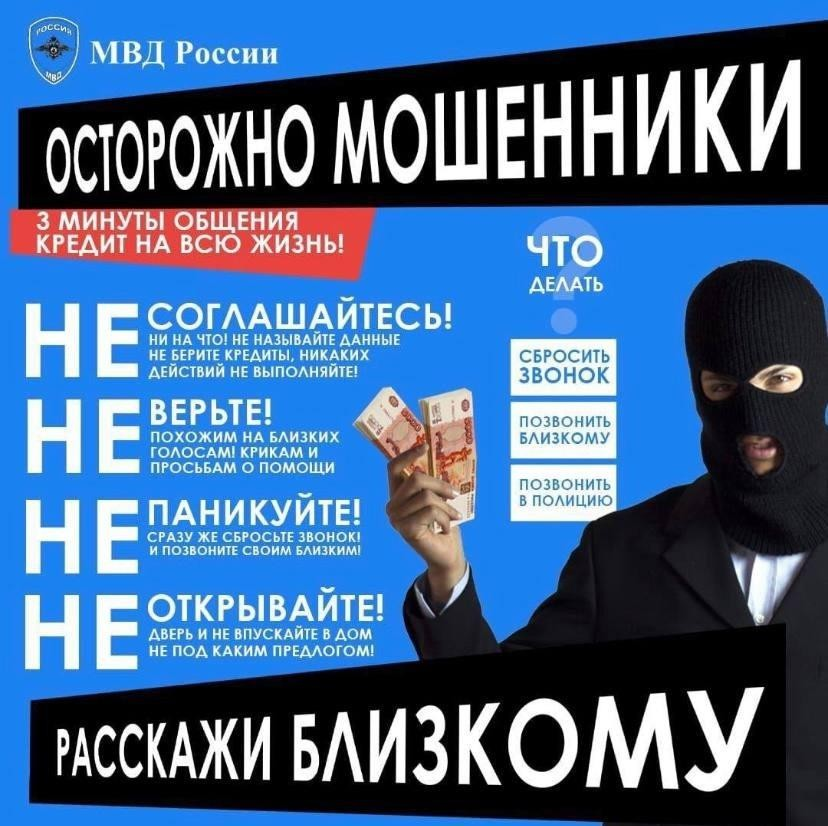 РОССИЯ
МВД
МВД России
ОСТОРОЖНО МОШЕННИКИ
3 МИНУТЫ ОБЩЕНИЯ
КРЕДИТ НА ВСЮ ЖИЗНЬ!
НЕ СОГЛАШАЙТЕСЬ!
НИ НА ЧТО! НЕ НАЗЫВАЙТЕ ДАННЫЕ
НЕ БЕРИТЕ КРЕДИТЫ, НИКАКИХ
ДЕЙСТВИЙ НЕ ВЫПОЛНЯЙТЕ!
НЕ ВЕРЬТЕ!
ПОХОЖИМ НА БЛИЗКИХ
ГОЛОСАМ! КРИКАМ И
ПРОСЬБАМ О ПОМОЩИ
НЕ ПАНИКУЙТЕ!
СРАЗУ ЖЕ СБРОСЬТЕ ЗВОНОК!
И ПОЗВОНИТЕ СВОИМ БЛИЗКИМ!
НЕ ОТКРЫВАЙТЕ!
ДВЕРЬ И НЕ ВПУСКАЙТЕ В ДОМ
НЕ ПОД КАКИМ ПРЕДЛОГОМ!
?
ЧТО
ДЕЛАТЬ
СБРОСИТЬ
ЗВОНОК
ПОЗВОНИТЬ
БЛИЗКОМУ
ПОЗВОНИТЬ
В ПОЛИЦИЮ
РАССКАЖИ БЛИЗКОМУ